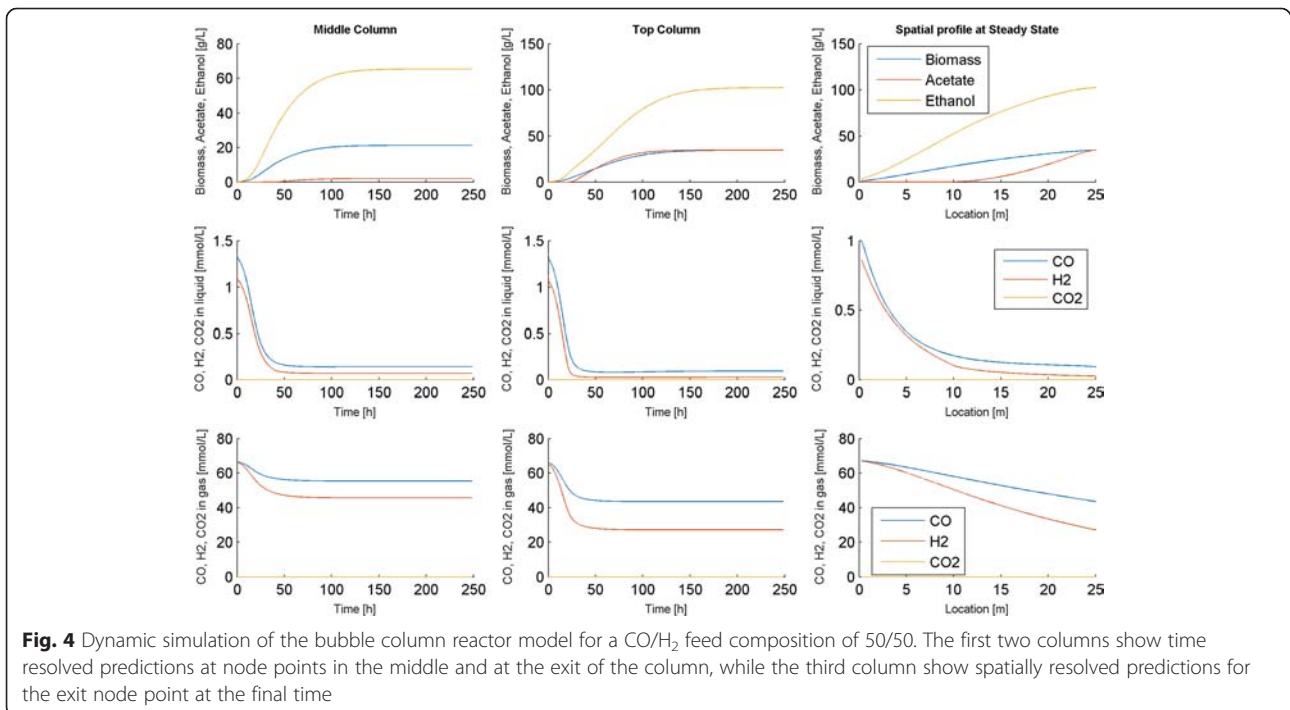 Middle Column
Top Column
Spatial profile at Steady State
Biomass, Acetate, Ethanol [g/L]
80
60
40
20
0
0 50 100 150 200 250
Time [h]
Biomass, Acetate, Ethanol [g/L]
150
100
50
0
0 50 100 150 200 250
Time [h]
Biomass, Acetate, Ethanol [g/L]
150
100
50
0
0 5 10 15 20 25
Location [m]
Biomass
Acetate
Ethanol
CO, H2, CO2 in liquid [mmol/L]
1.5
1
0.5
0
0 50 100 150 200 250
Time [h]
CO, H2, CO2 in liquid [mmol/L]
1.5
1
0.5
0
0 50 100 150 200 250
Time [h]
CO, H2, CO2 in liquid [mmol/L]
1
0.5
0
0 5 10 15 20 25
Location [m]
CO
H2
CO2
CO, H2, CO2 in gas [mmol/L]
80
60
40
20
0
0 50 100 150 200 250
Time [h]
CO, H2, CO2 in gas [mmol/L]
80
60
40
20
0
0 50 100 150 200 250
Time [h]
CO, H2, CO2 in gas [mmol/L]
80
60
40
20
0
0 5 10 15 20 25
Location [m]
CO
H2
CO2
Fig. 4 Dynamic simulation of the bubble column reactor model for a CO/H₂ feed composition of 50/50. The first two columns show time
resolved predictions at node points in the middle and at the exit of the column, while the third column show spatially resolved predictions for
the exit node point at the final time